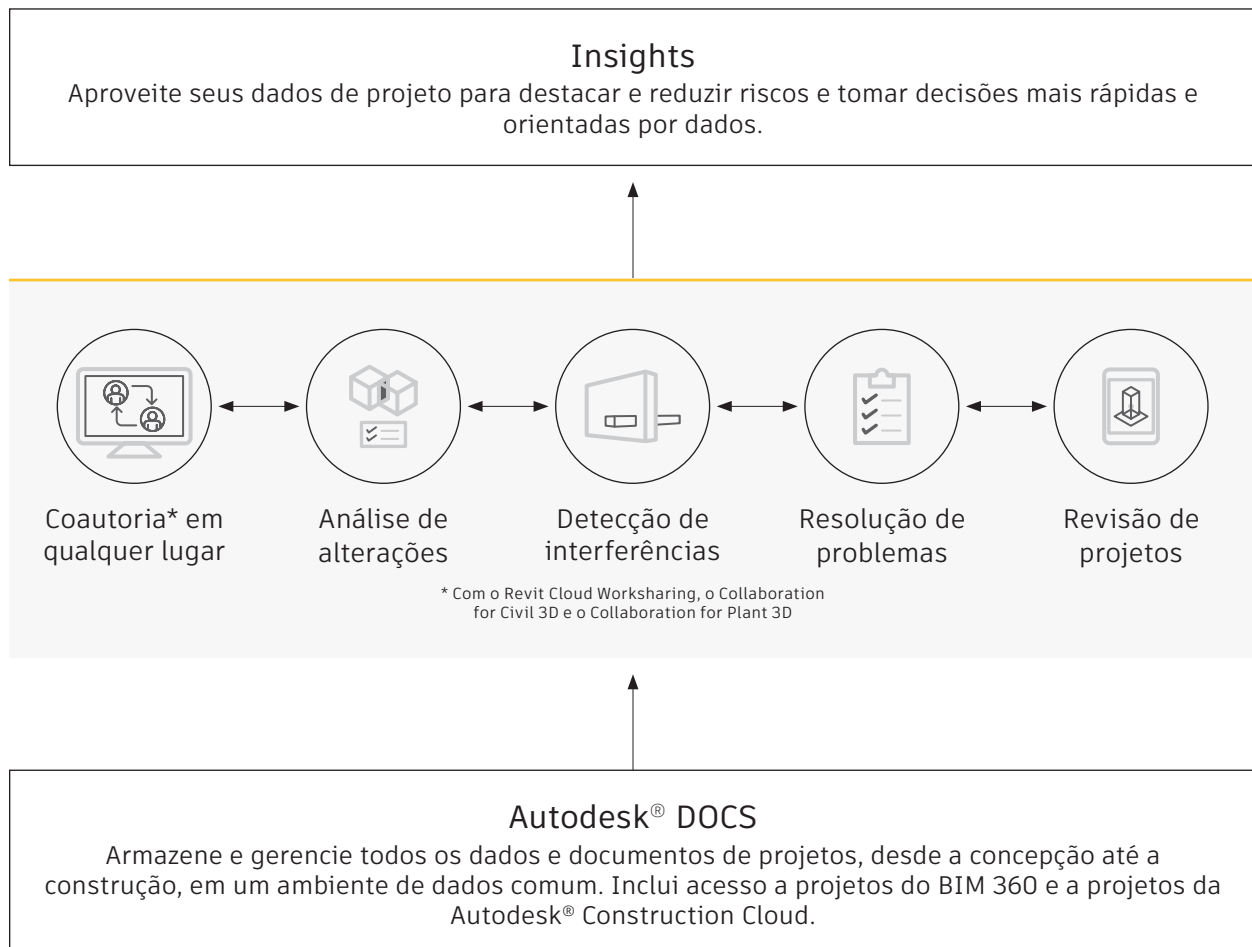 Insights
Aproveite seus dados de projeto para destacar e reduzir riscos e tomar decisões mais rápidas e
orientadas por dados.
Coautoria* em
qualquer lugar
Análise de
alterações
Detecção de
interferências
Resolução de
problemas
Revisão de
projetos
* Com o Revit Cloud Worksharing, o Collaboration
for Civil 3D e o Collaboration for Plant 3D
Autodesk® DOCS
Armazene e gerencie todos os dados e documentos de projetos, desde a concepção até a
construção, em um ambiente de dados comum. Inclui acesso a projetos do BIM 360 e a projetos da
Autodesk® Construction Cloud.